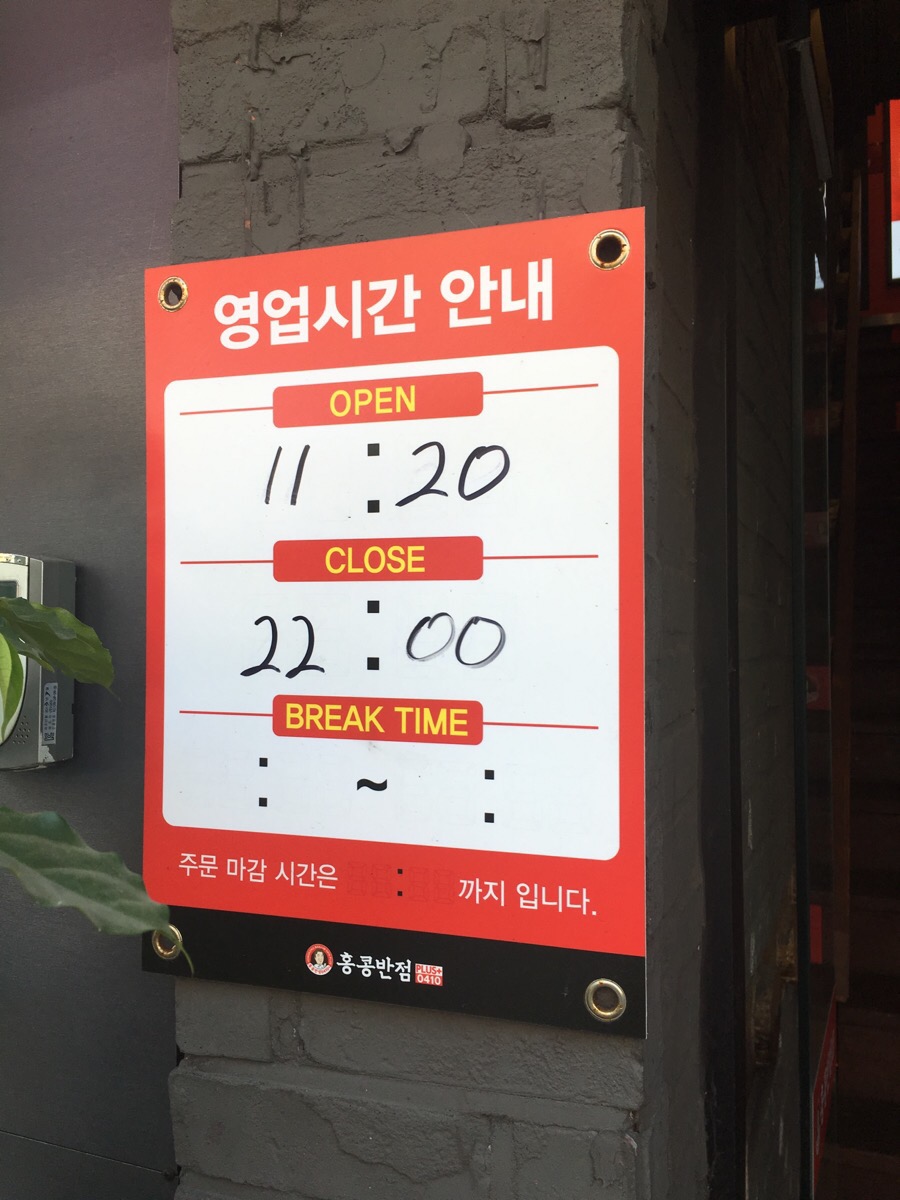 영업시간 안내
OPEN
11 : 20
CLOSE
22 : 00
BREAK TIME
: ~ :
주문 마감 시간은 : 까지 입니다.
홍콩반점 PLUS+ 0410